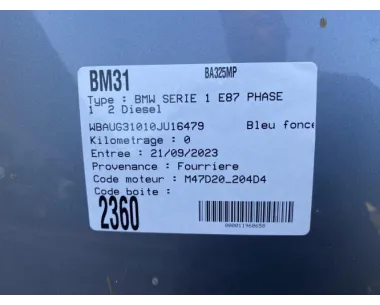 BM31 BA325MP
Type : BMW SERIE 1 E87 PHASE
1 2 Diesel
WBAUG31010JU16479 Bleu fonce
Kilometrage : 0
Entree : 21/09/2023
Provenance : Fourriere
Code moteur : M47D20_204D4
Code boite :
2360
000011960650